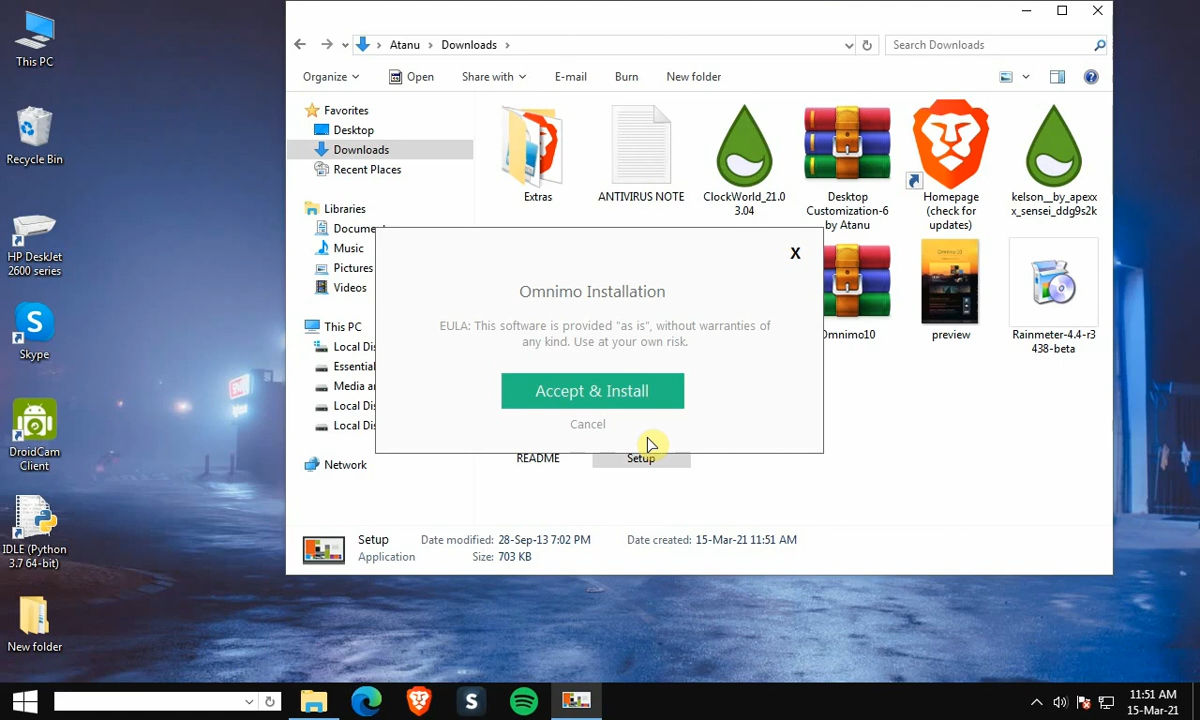 This PC
Recycle Bin
HP DeskJet
2600 series
Skype
DroidCam
Client
IDLE (Python
3.7 64-bit)
New folder
Atanu
Downloads
Search Downloads
Organize
Open
Share with
E-mail
Burn
New folder
Favorites
Desktop
Downloads
Recent Places
Libraries
Docume
Music
Pictures
Videos
This PC
Local Dis
Essential
Media an
Local Dis
Local Dis
Network
Extras
ANTIVIRUS NOTE
ClockWorld_21.0
3.04
Desktop
Customization-6
by Atanu
Homepage
(check for
updates)
kelson__by_apexx
x_sensei_ddg9s2k
Omnimo10
preview
Rainmeter-4.4-r3
438-beta
README
Setup
X
Omnimo Installation
EULA: This software is provided "as is", without warranties of
any kind. Use at your own risk.
Accept & Install
Cancel
Setup
Application
Date modified: 28-Sep-13 7:02 PM
Size: 703 KB
Date created: 15-Mar-21 11:51 AM
11:51 AM
15-Mar-21